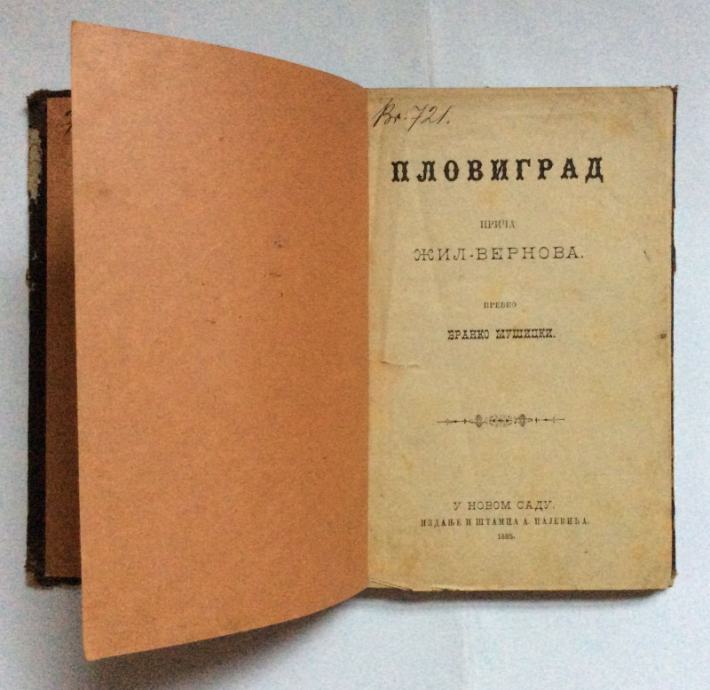 Br. 721.
ПЛОВИГРАД
ПРИЧА
ЖИЛ-ВЕРНОВА.
ПРЕВЕО
БРАНКО МУШИЦКИ.
У НОВОМ САДУ.
ИЗДАЊЕ И ШТАМПА А. ПАЈЕВИЋА.